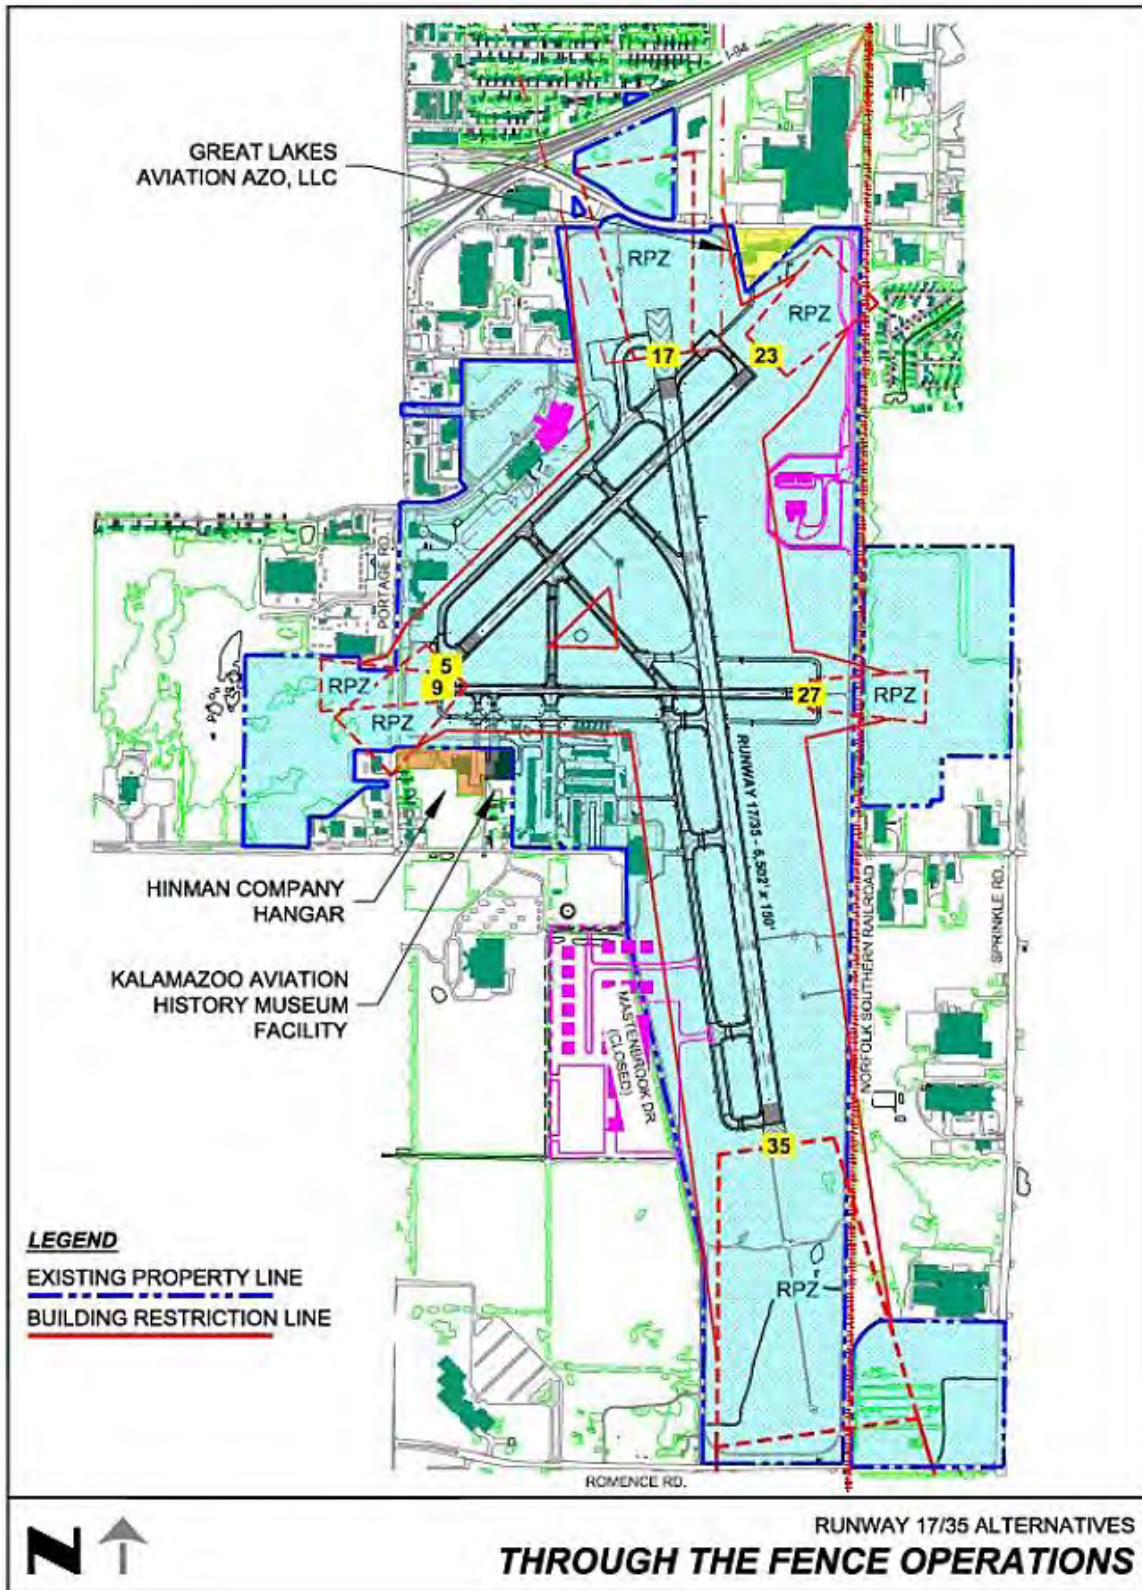 I-94
GREAT LAKES
AVIATION AZO, LLC
RPZ
RPZ
17
23
PORTAGE RD.
5
9
27
RPZ
RPZ
RPZ
RUNWAY 17/35 - 6,502' x 150'
HINMAN COMPANY
HANGAR
KALAMAZOO AVIATION
HISTORY MUSEUM
FACILITY
MASTENBROOK DR
(CLOSED)
NORFOLK SOUTHERN RAILROAD
SPRINKLE RD.
35
RPZ
LEGEND
EXISTING PROPERTY LINE
BUILDING RESTRICTION LINE
ROMENCE RD.
N
RUNWAY 17/35 ALTERNATIVES
THROUGH THE FENCE OPERATIONS